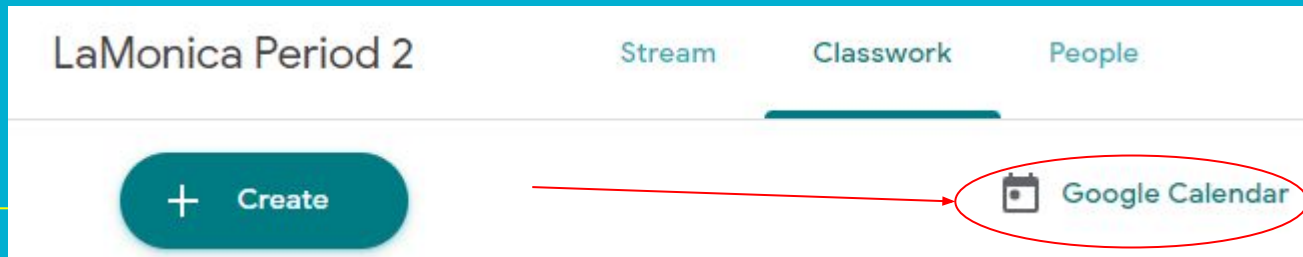 LaMonica Period 2 Stream Classwork People
+ Create Google Calendar